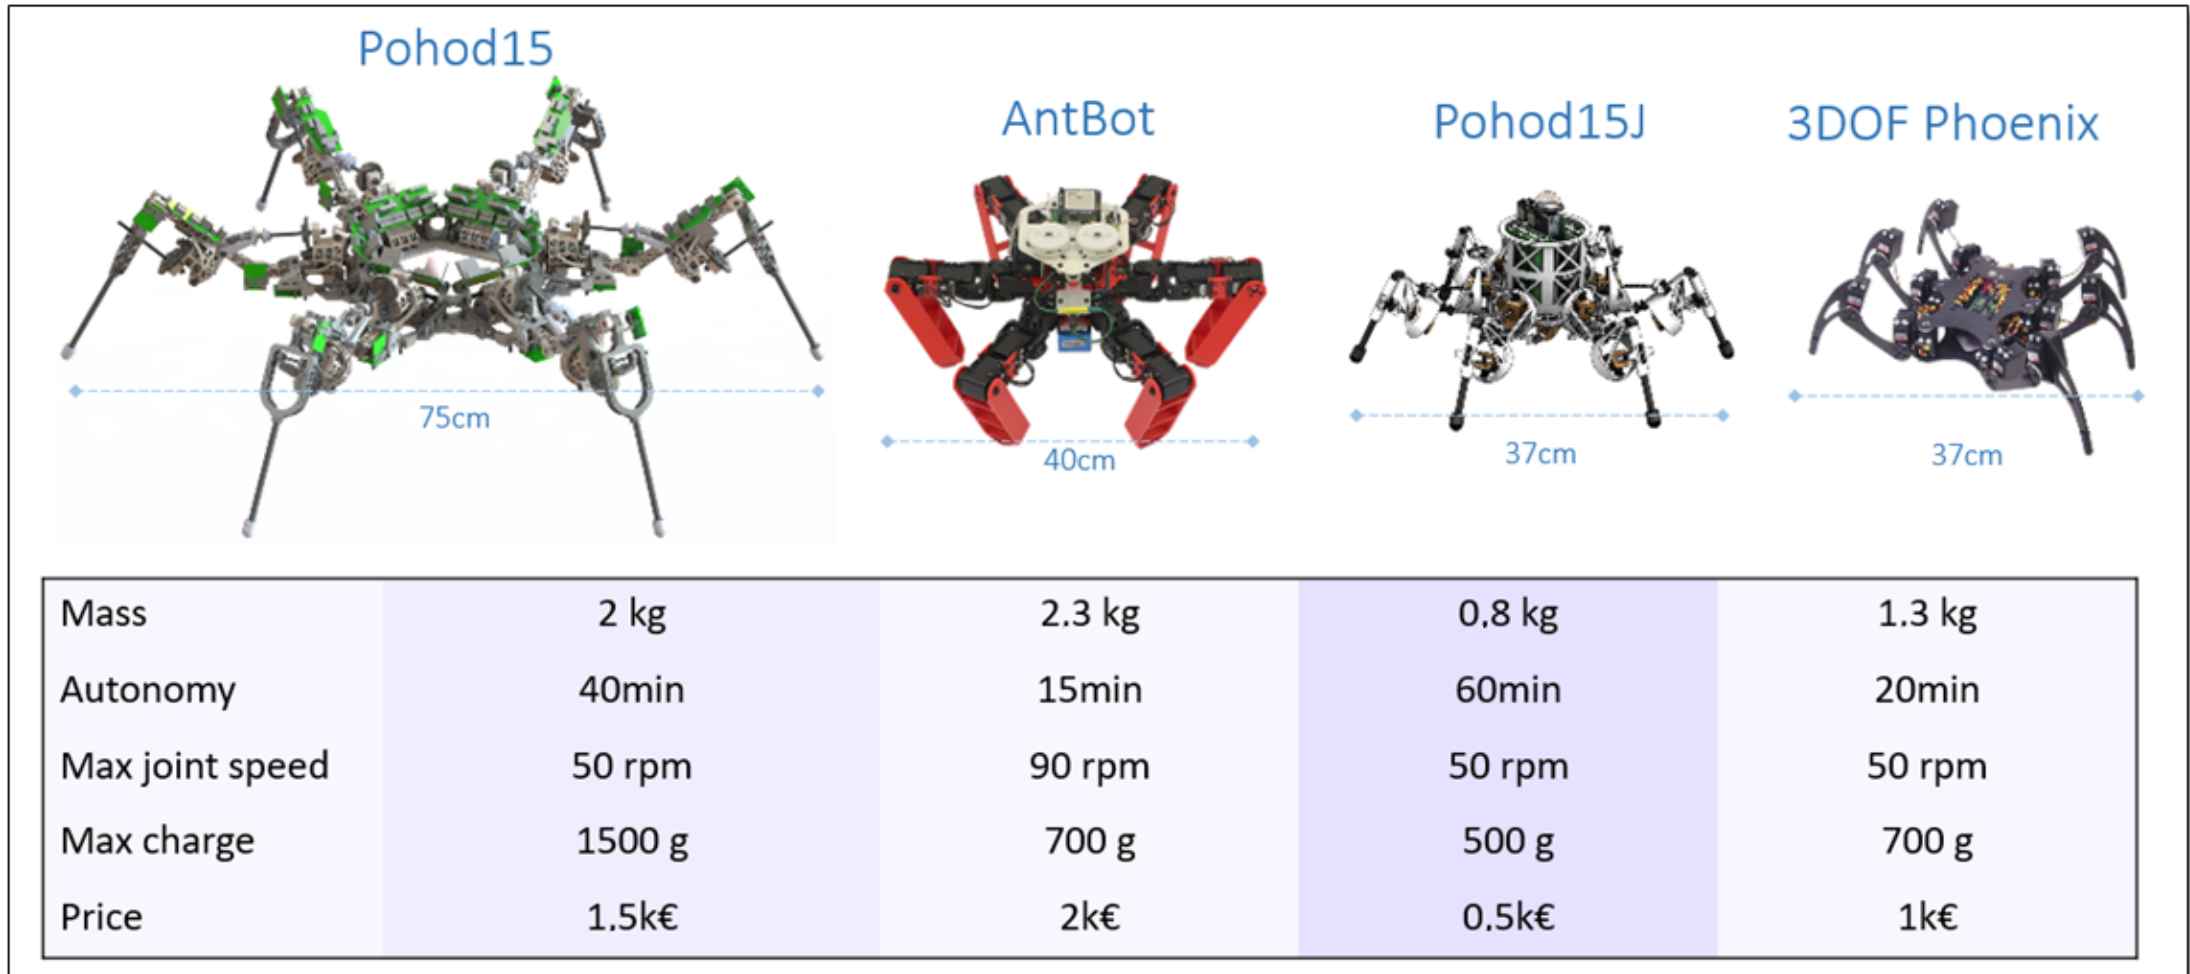 Pohod15
AntBot
Pohod15J
3DOF Phoenix
75cm
40cm
37cm
37cm
Mass 2 kg 2.3 kg 0,8 kg 1.3 kg
Autonomy 40min 15min 60min 20min
Max joint speed 50 rpm 90 rpm 50 rpm 50 rpm
Max charge 1500 g 700 g 500 g 700 g
Price 1,5k€ 2k€ 0,5k€ 1k€